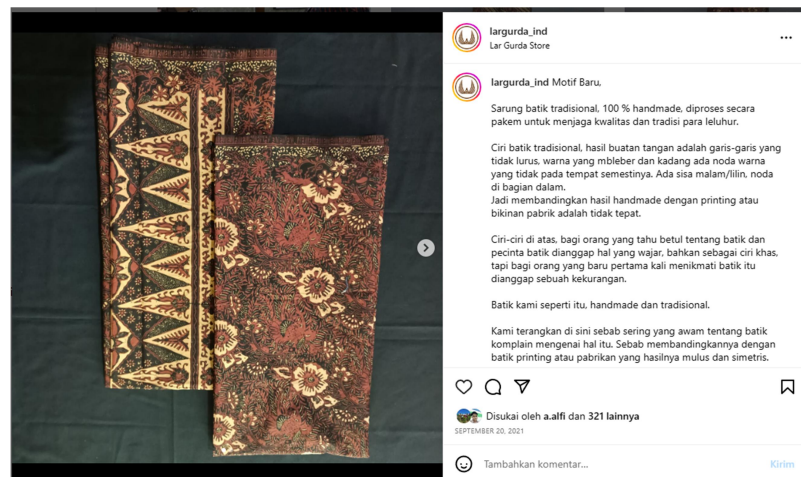 largurda_ind
Lar Gurda Store
largurda_ind Motif Baru,
Sarung batik tradisional, 100 % handmade, diproses secara
pakem untuk menjaga kwalitas dan tradisi para leluhur.
Ciri batik tradisional, hasil buatan tangan adalah garis-garis yang
tidak lurus, warna yang mbleber dan kadang ada noda warna
yang tidak pada tempat semestinya. Ada sisa malam/lilin, noda
di bagian dalam.
Jadi membandingkan hasil handmade dengan printing atau
bikinan pabrik adalah tidak tepat.
Ciri-ciri di atas, bagi orang yang tahu betul tentang batik dan
pecinta batik dianggap hal yang wajar, bahkan sebagai ciri khas,
tapi bagi orang yang baru pertama kali menikmati batik itu
dianggap sebuah kekurangan.
Batik kami seperti itu, handmade dan tradisional.
Kami terangkan di sini sebab sering yang awam tentang batik
komplain mengenai hal itu. Sebab membandingkannya dengan
batik printing atau pabrikan yang hasilnya mulus dan simetris.
Disukai oleh a.alfi dan 321 lainnya
SEPTEMBER 20, 2021
Tambahkan komentar...
Kirim